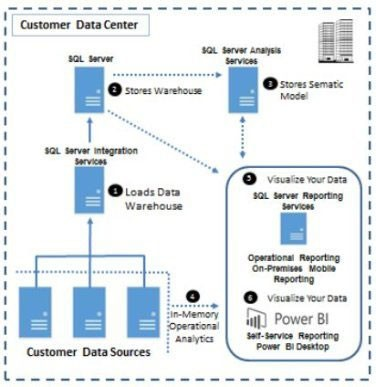 Customer Data Center
SQL Server
SQL Server Analysis
Services
2 Stores Warehouse
3 Stores Sematic
Model
SQL Server Integration
Services
1 Loads Data
Warehouse
5 Visualize Your Data
SQL Server Reporting
Services
Operational Reporting
On-Premises Mobile
Reporting
4
In-Memory
Operational
Analytics
6 Visualize Your Data
Power BI
Self-Service Reporting
Power BI Desktop
Customer Data Sources